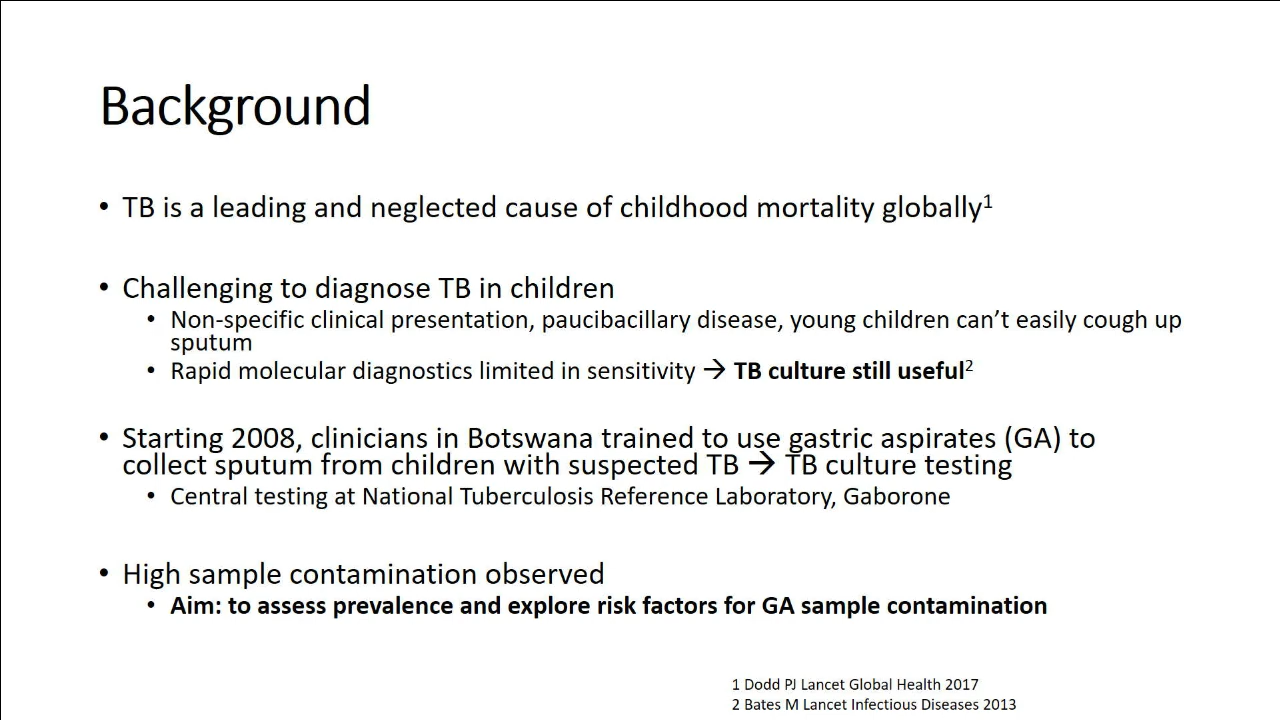 Background
• TB is a leading and neglected cause of childhood mortality globally¹
• Challenging to diagnose TB in children
• Non-specific clinical presentation, paucibacillary disease, young children can’t easily cough up
sputum
• Rapid molecular diagnostics limited in sensitivity → TB culture still useful²
• Starting 2008, clinicians in Botswana trained to use gastric aspirates (GA) to
collect sputum from children with suspected TB → TB culture testing
• Central testing at National Tuberculosis Reference Laboratory, Gaborone
• High sample contamination observed
• Aim: to assess prevalence and explore risk factors for GA sample contamination
1 Dodd PJ Lancet Global Health 2017
2 Bates M Lancet Infectious Diseases 2013